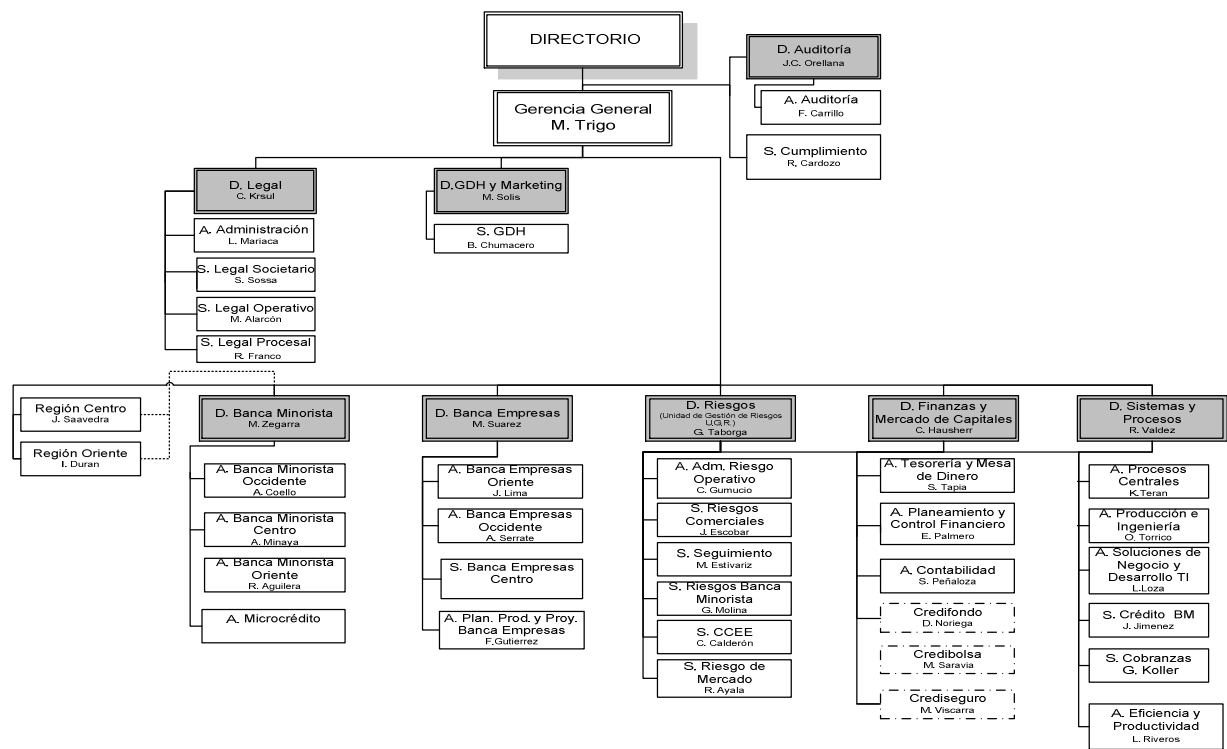 DIRECTORIO
D. Auditoría
J.C. Orellana
A. Auditoría
F. Carrillo
S. Cumplimiento
R. Cardozo
Gerencia General
M. Trigo
D. Legal
C. Krsul
A. Administración
L. Mariaca
S. Legal Societario
S. Sossa
S. Legal Operativo
M. Alarcón
S. Legal Procesal
R. Franco
D.GDH y Marketing
M. Solis
S. GDH
B. Chumacero
Región Centro
J. Saavedra
Región Oriente
I. Duran
D. Banca Minorista
M. Zegarra
A. Banca Minorista
Occidente
A. Coello
A. Banca Minorista
Centro
A. Minaya
A. Banca Minorista
Oriente
R. Aguilera
A. Microcrédito
D. Banca Empresas
M. Suarez
A. Banca Empresas
Oriente
J. Lima
A. Banca Empresas
Occidente
A. Serrate
S. Banca Empresas
Centro
A. Plan. Prod. y Proy.
Banca Empresas
F.Gutierrez
D. Riesgos
(Unidad de Gestión de Riesgos
U.G.R.)
G. Taborga
A. Adm. Riesgo
Operativo
C. Gumucio
S. Riesgos
Comerciales
J. Escobar
S. Seguimiento
M. Estivariz
S. Riesgos Banca
Minorista
G. Molina
S. CCEE
C. Calderón
S. Riesgo de
Mercado
R. Ayala
D. Finanzas y
Mercado de Capitales
C. Hausherr
A. Tesorería y Mesa
de Dinero
S. Tapia
A. Planeamiento y
Control Financiero
E. Palmero
A. Contabilidad
S. Peñaloza
Credifondo
D. Noriega
Credibolsa
M. Saravia
Crediseguro
M. Viscarra
D. Sistemas y
Procesos
R. Valdez
A. Procesos
Centrales
K.Teran
A. Producción e
Ingeniería
O. Torrico
A. Soluciones de
Negocio y
Desarrollo TI
L.Loza
S. Crédito BM
J. Jimenez
S. Cobranzas
G. Koller
A. Eficiencia y
Productividad
L. Riveros